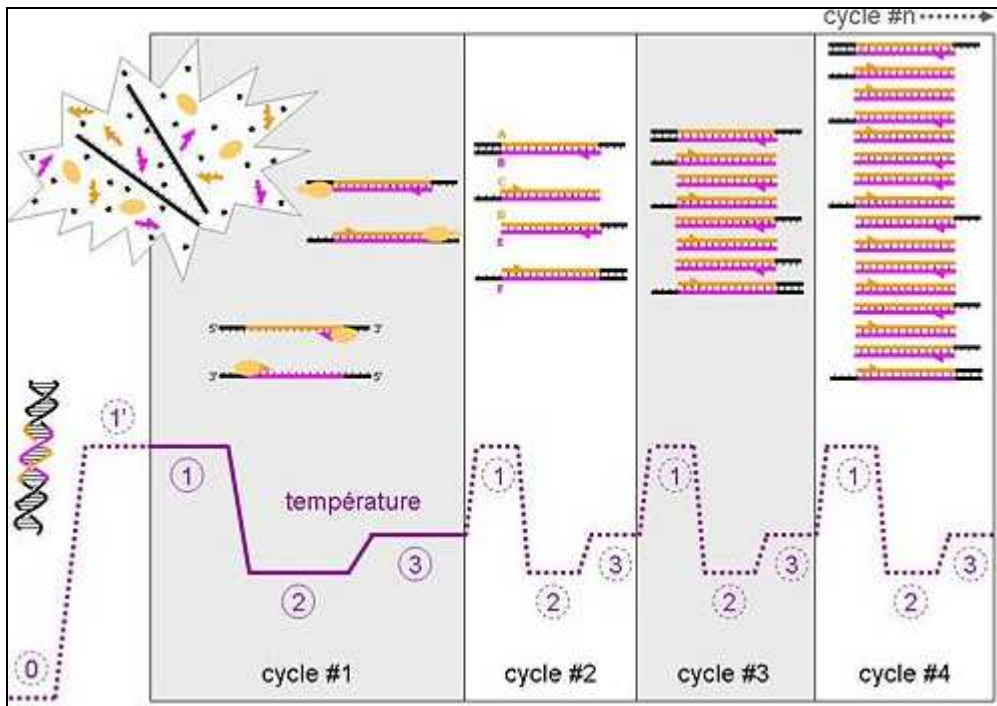 cycle #n
A
B
C
D
E
F
5' 3'
3' 5'
1'
1
température
3
2
0
1
3
2
1
3
2
1
3
2
cycle #1
cycle #2
cycle #3
cycle #4